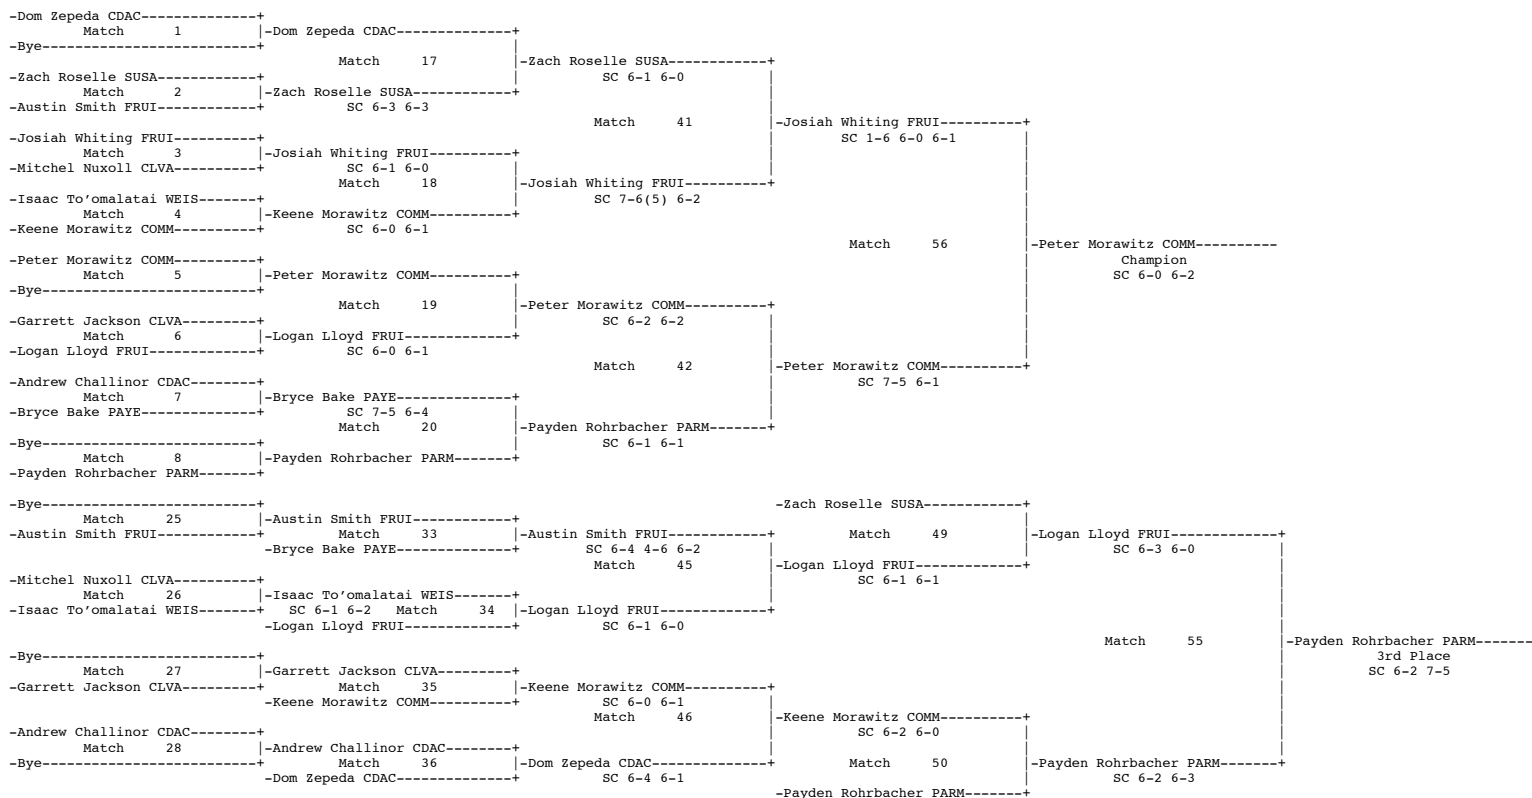 -Dom Zepeda CDAC--------------+
Match 1 |-Dom Zepeda CDAC--------------+
-Bye--------------------------+ |
Match 17 |-Zach Roselle SUSA------------+
-Zach Roselle SUSA------------+ | SC 6-1 6-0 |
Match 2 |-Zach Roselle SUSA------------+ |
-Austin Smith FRUI------------+ SC 6-3 6-3 |
Match 41 |-Josiah Whiting FRUI----------+
-Josiah Whiting FRUI----------+ | SC 1-6 6-0 6-1 |
Match 3 |-Josiah Whiting FRUI----------+ | |
-Mitchel Nuxoll CLVA----------+ SC 6-1 6-0 | | |
Match 18 |-Josiah Whiting FRUI----------+ |
-Isaac To'omalatai WEIS-------+ | SC 7-6(5) 6-2 |
Match 4 |-Keene Morawitz COMM----------+ |
-Keene Morawitz COMM----------+ SC 6-0 6-1 |
Match 56 |-Peter Morawitz COMM----------
-Peter Morawitz COMM----------+ | Champion
Match 5 |-Peter Morawitz COMM----------+ | SC 6-0 6-2
-Bye--------------------------+ | |
Match 19 |-Peter Morawitz COMM----------+ |
-Garrett Jackson CLVA---------+ | SC 6-2 6-2 | |
Match 6 |-Logan Lloyd FRUI-------------+ | |
-Logan Lloyd FRUI-------------+ SC 6-0 6-1 | |
Match 42 |-Peter Morawitz COMM----------+
-Andrew Challinor CDAC--------+ | SC 7-5 6-1
Match 7 |-Bryce Bake PAYE--------------+ |
-Bryce Bake PAYE--------------+ SC 7-5 6-4 | |
Match 20 |-Payden Rohrbacher PARM-------+
-Bye--------------------------+ | SC 6-1 6-1
Match 8 |-Payden Rohrbacher PARM-------+
-Payden Rohrbacher PARM-------+
-Bye--------------------------+ -Zach Roselle SUSA------------+
Match 25 |-Austin Smith FRUI------------+ |
-Austin Smith FRUI------------+ Match 33 |-Austin Smith FRUI------------+ Match 49 |-Logan Lloyd FRUI-------------+
-Bryce Bake PAYE--------------+ SC 6-4 4-6 6-2 | | SC 6-3 6-0 |
Match 45 |-Logan Lloyd FRUI-------------+ |
-Mitchel Nuxoll CLVA----------+ | SC 6-1 6-1 |
Match 26 |-Isaac To'omalatai WEIS-------+ | |
-Isaac To'omalatai WEIS-------+ SC 6-1 6-2 Match 34 |-Logan Lloyd FRUI-------------+ |
-Logan Lloyd FRUI-------------+ SC 6-1 6-0 |
Match 55 |-Payden Rohrbacher PARM-------
-Bye--------------------------+ | 3rd Place
Match 27 |-Garrett Jackson CLVA---------+ | SC 6-2 7-5
-Garrett Jackson CLVA---------+ Match 35 |-Keene Morawitz COMM----------+ |
-Keene Morawitz COMM----------+ SC 6-0 6-1 | |
Match 46 |-Keene Morawitz COMM----------+ |
-Andrew Challinor CDAC--------+ | SC 6-2 6-0 | |
Match 28 |-Andrew Challinor CDAC--------+ | | |
-Bye--------------------------+ Match 36 |-Dom Zepeda CDAC--------------+ Match 50 |-Payden Rohrbacher PARM-------+
-Dom Zepeda CDAC--------------+ SC 6-4 6-1 | SC 6-2 6-3
-Payden Rohrbacher PARM-------+